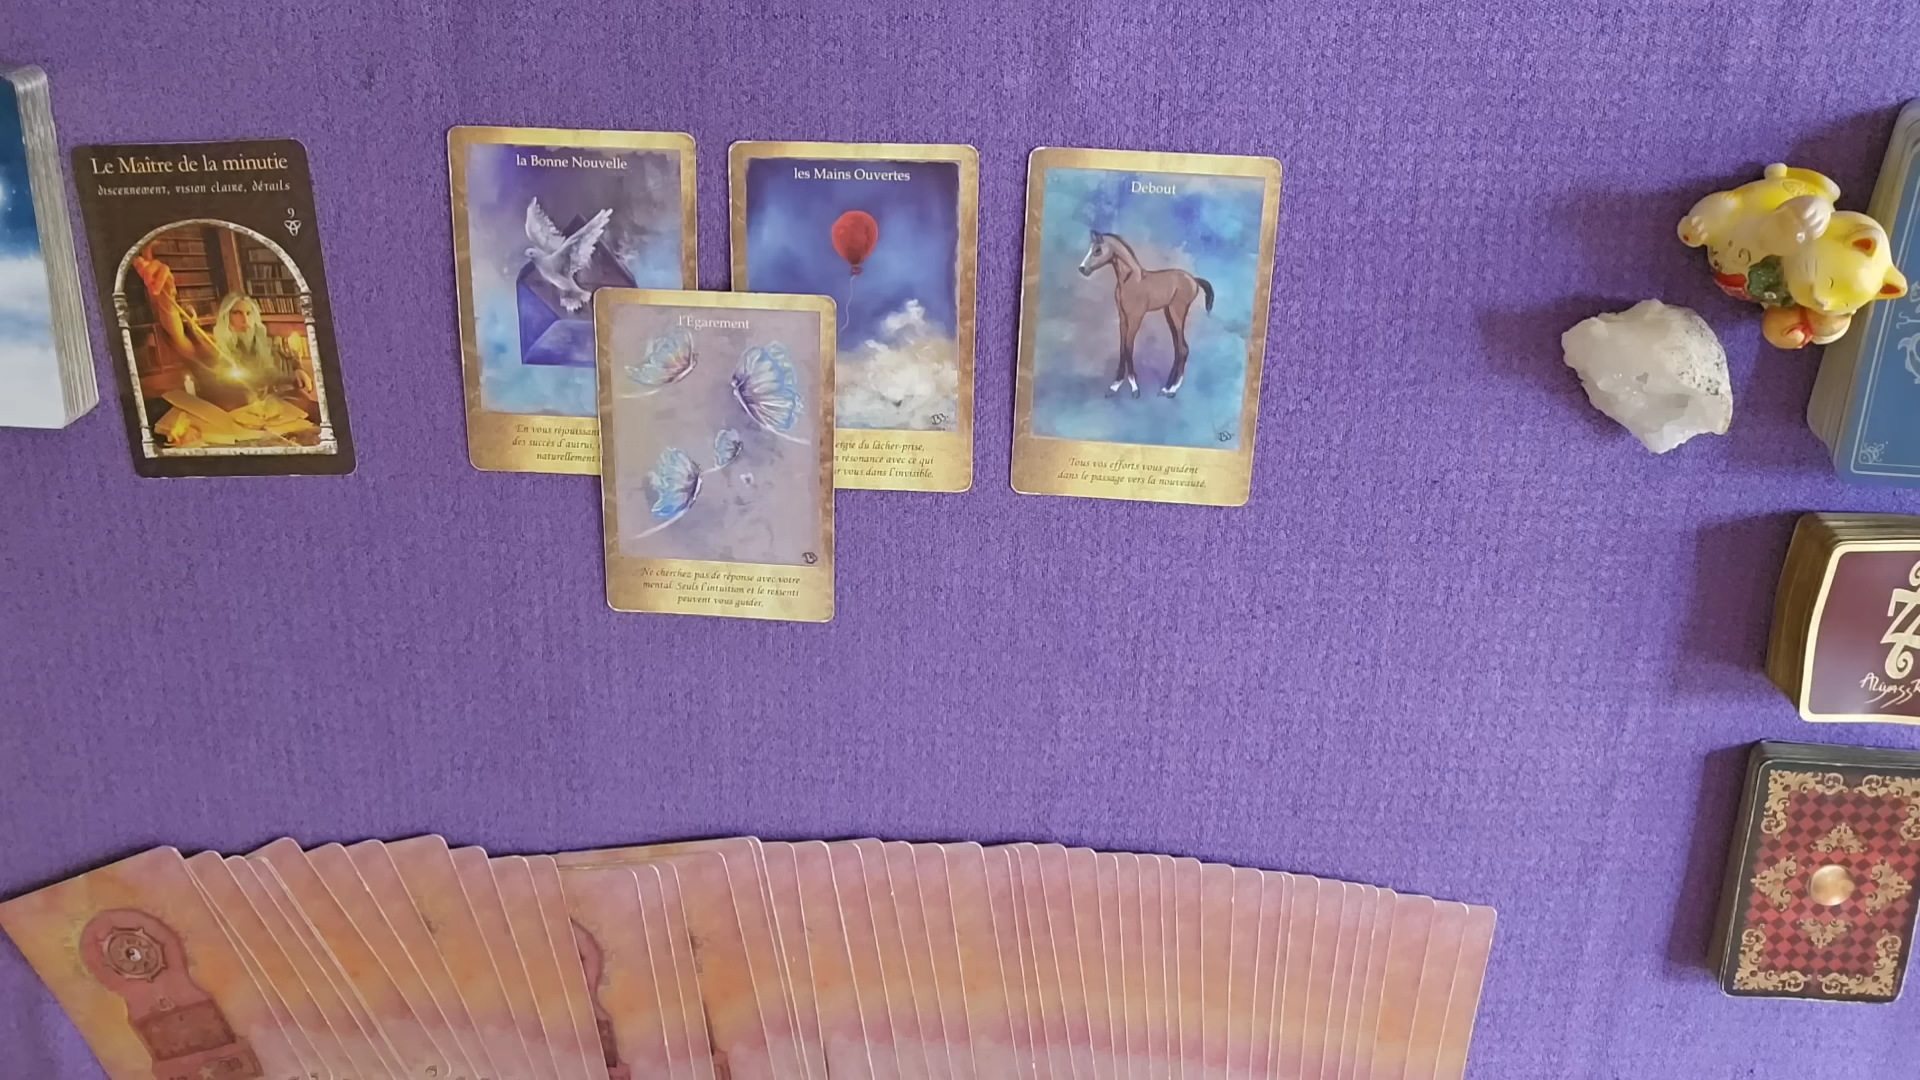 Le Maître de la minutie
discernement, vision claire, détails
9
la Bonne Nouvelle
En vous réjouissant
des succès d'autrui,
naturellement
les Mains Ouvertes
du lâcher-prise,
résonance avec ce qui
vous dans l'invisible.
Debout
Tous vos efforts vous guident
dans le passage vers la nouveauté.
l'Égarement
Ne cherchez pas de réponse avec votre
mental. Seuls l'intuition et le ressenti
peuvent vous guider.